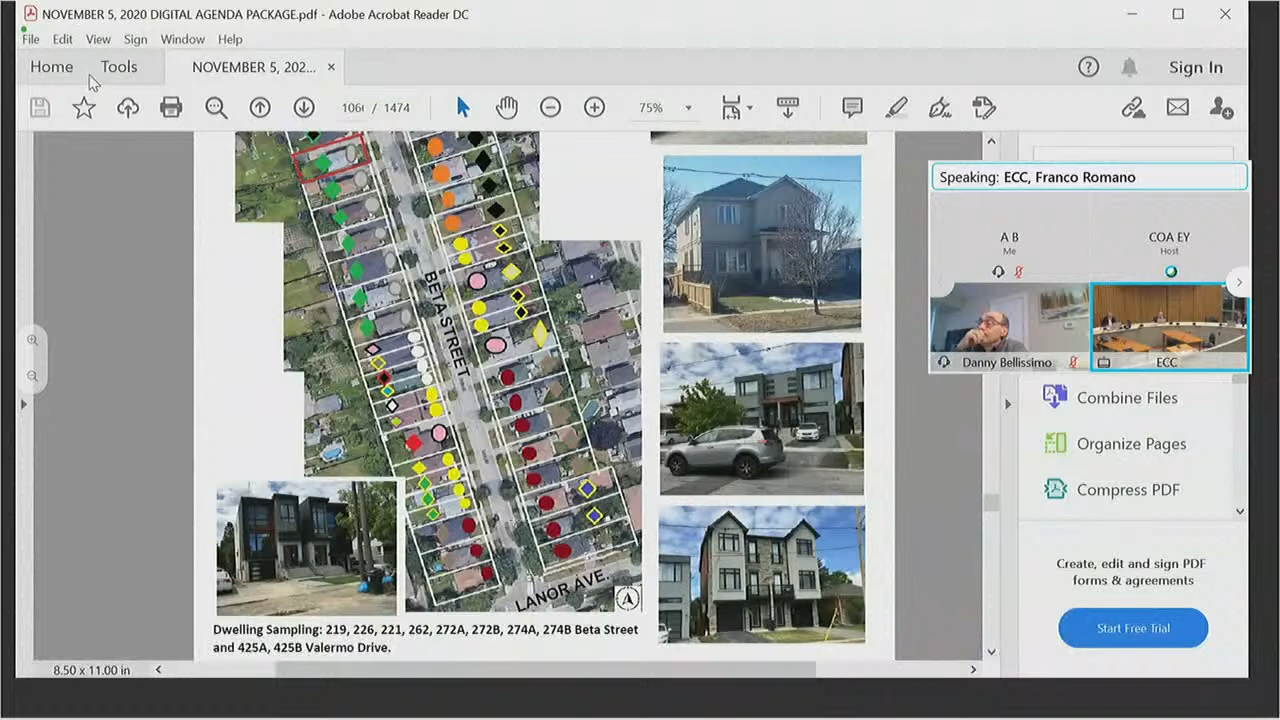 NOVEMBER 5, 2020 DIGITAL AGENDA PACKAGE.pdf - Adobe Acrobat Reader DC
File Edit View Sign Window Help
Home Tools NOVEMBER 5, 202... × Sign In
106( / 1474 75%
Speaking: ECC, Franco Romano
A B
Me
COA EY
Host
Danny Bellissimo
ECC
BETA STREET
LANOR AVE.
Combine Files
Organize Pages
Compress PDF
Create, edit and sign PDF
forms & agreements
Start Free Trial
Dwelling Sampling: 219, 226, 221, 262, 272A, 272B, 274A, 274B Beta Street
and 425A, 425B Valermo Drive.
8.50 x 11.00 in